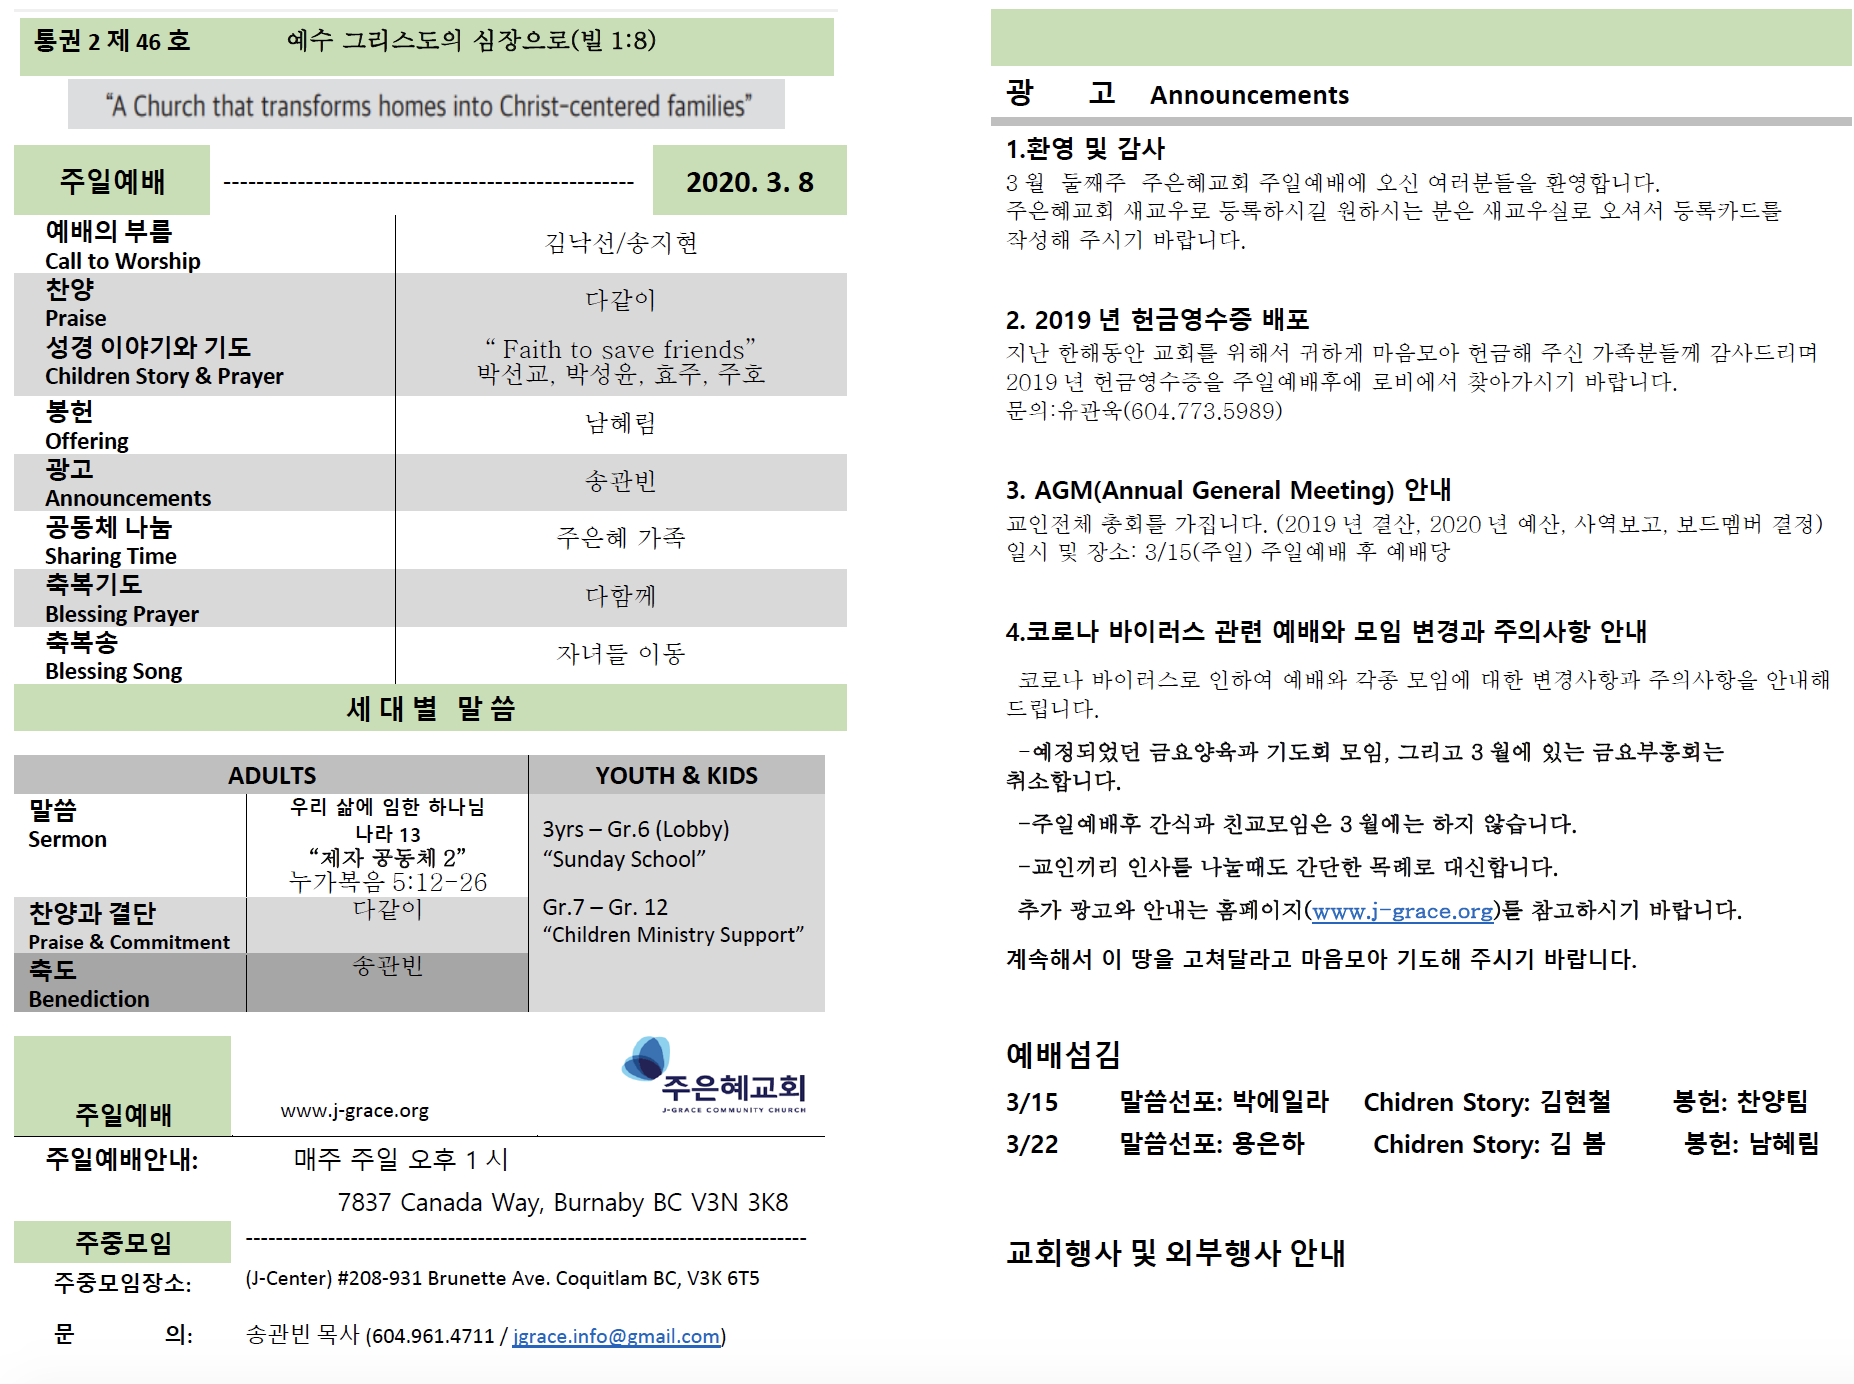 통권 2 제 46 호 예수 그리스도의 심장으로(빌 1:8)
“A Church that transforms homes into Christ-centered families”
주일예배 ------------------------------------------------- 2020. 3. 8
예배의 부름
Call to Worship
김낙선/송지현
찬양
Praise
다같이
성경 이야기와 기도
Children Story & Prayer
“ Faith to save friends”
박선교, 박성윤, 효주, 주호
봉헌
Offering
남혜림
광고
Announcements
송관빈
공동체 나눔
Sharing Time
주은혜 가족
축복기도
Blessing Prayer
다함께
축복송
Blessing Song
자녀들 이동
세대별 말씀
ADULTS
말씀
Sermon
우리 삶에 임한 하나님
나라 13
“제자 공동체 2”
누가복음 5:12-26
찬양과 결단
Praise & Commitment
다같이
축도
Benediction
송관빈
YOUTH & KIDS
3yrs – Gr.6 (Lobby)
“Sunday School”
Gr.7 – Gr. 12
“Children Ministry Support”
주일예배 www.j-grace.org
주은혜교회
J-GRACE COMMUNITY CHURCH
주일예배안내: 매주 주일 오후 1 시
7837 Canada Way, Burnaby BC V3N 3K8
주중모임 -------------------------------------------------------------------------
주중모임장소: (J-Center) #208-931 Brunette Ave. Coquitlam BC, V3K 6T5
문 의: 송관빈 목사 (604.961.4711 / jgrace.info@gmail.com)
광 고 Announcements
1.환영 및 감사
3 월 둘째주 주은혜교회 주일예배에 오신 여러분들을 환영합니다.
주은혜교회 새교우로 등록하시길 원하시는 분은 새교우실로 오셔서 등록카드를
작성해 주시기 바랍니다.
2. 2019 년 헌금영수증 배포
지난 한해동안 교회를 위해서 귀하게 마음모아 헌금해 주신 가족분들께 감사드리며
2019 년 헌금영수증을 주일예배후에 로비에서 찾아가시기 바랍니다.
문의:유관욱(604.773.5989)
3. AGM(Annual General Meeting) 안내
교인전체 총회를 가집니다. (2019 년 결산, 2020 년 예산, 사역보고, 보드멤버 결정)
일시 및 장소: 3/15(주일) 주일예배 후 예배당
4.코로나 바이러스 관련 예배와 모임 변경과 주의사항 안내
코로나 바이러스로 인하여 예배와 각종 모임에 대한 변경사항과 주의사항을 안내해
드립니다.
-예정되었던 금요양육과 기도회 모임, 그리고 3 월에 있는 금요부흥회는
취소합니다.
-주일예배후 간식과 친교모임은 3 월에는 하지 않습니다.
-교인끼리 인사를 나눌때도 간단한 목례로 대신합니다.
추가 광고와 안내는 홈페이지(www.j-grace.org)를 참고하시기 바랍니다.
계속해서 이 땅을 고쳐달라고 마음모아 기도해 주시기 바랍니다.
예배섬김
3/15 말씀선포: 박에일라 Chidren Story: 김현철 봉헌: 찬양팀
3/22 말씀선포: 용은하 Chidren Story: 김 봄 봉헌: 남혜림
교회행사 및 외부행사 안내